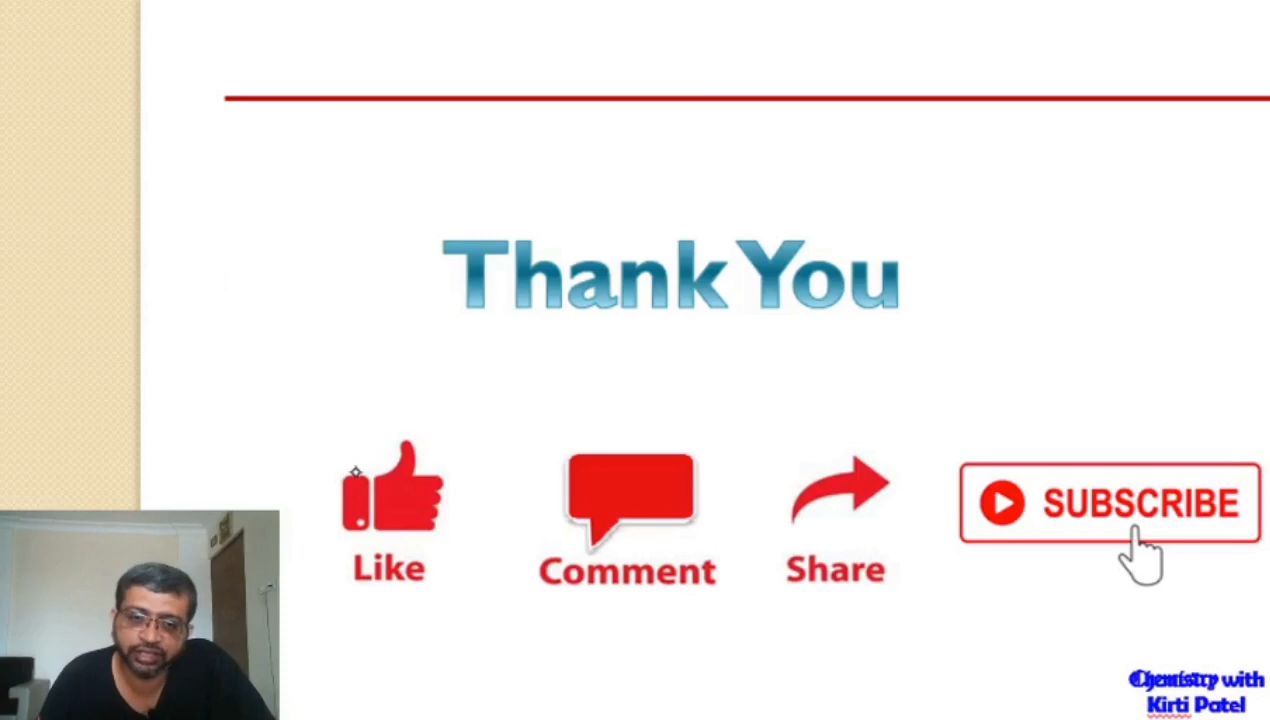 Thank You
Like
Comment
Share
SUBSCRIBE
Chemistry with
Kirti Patel